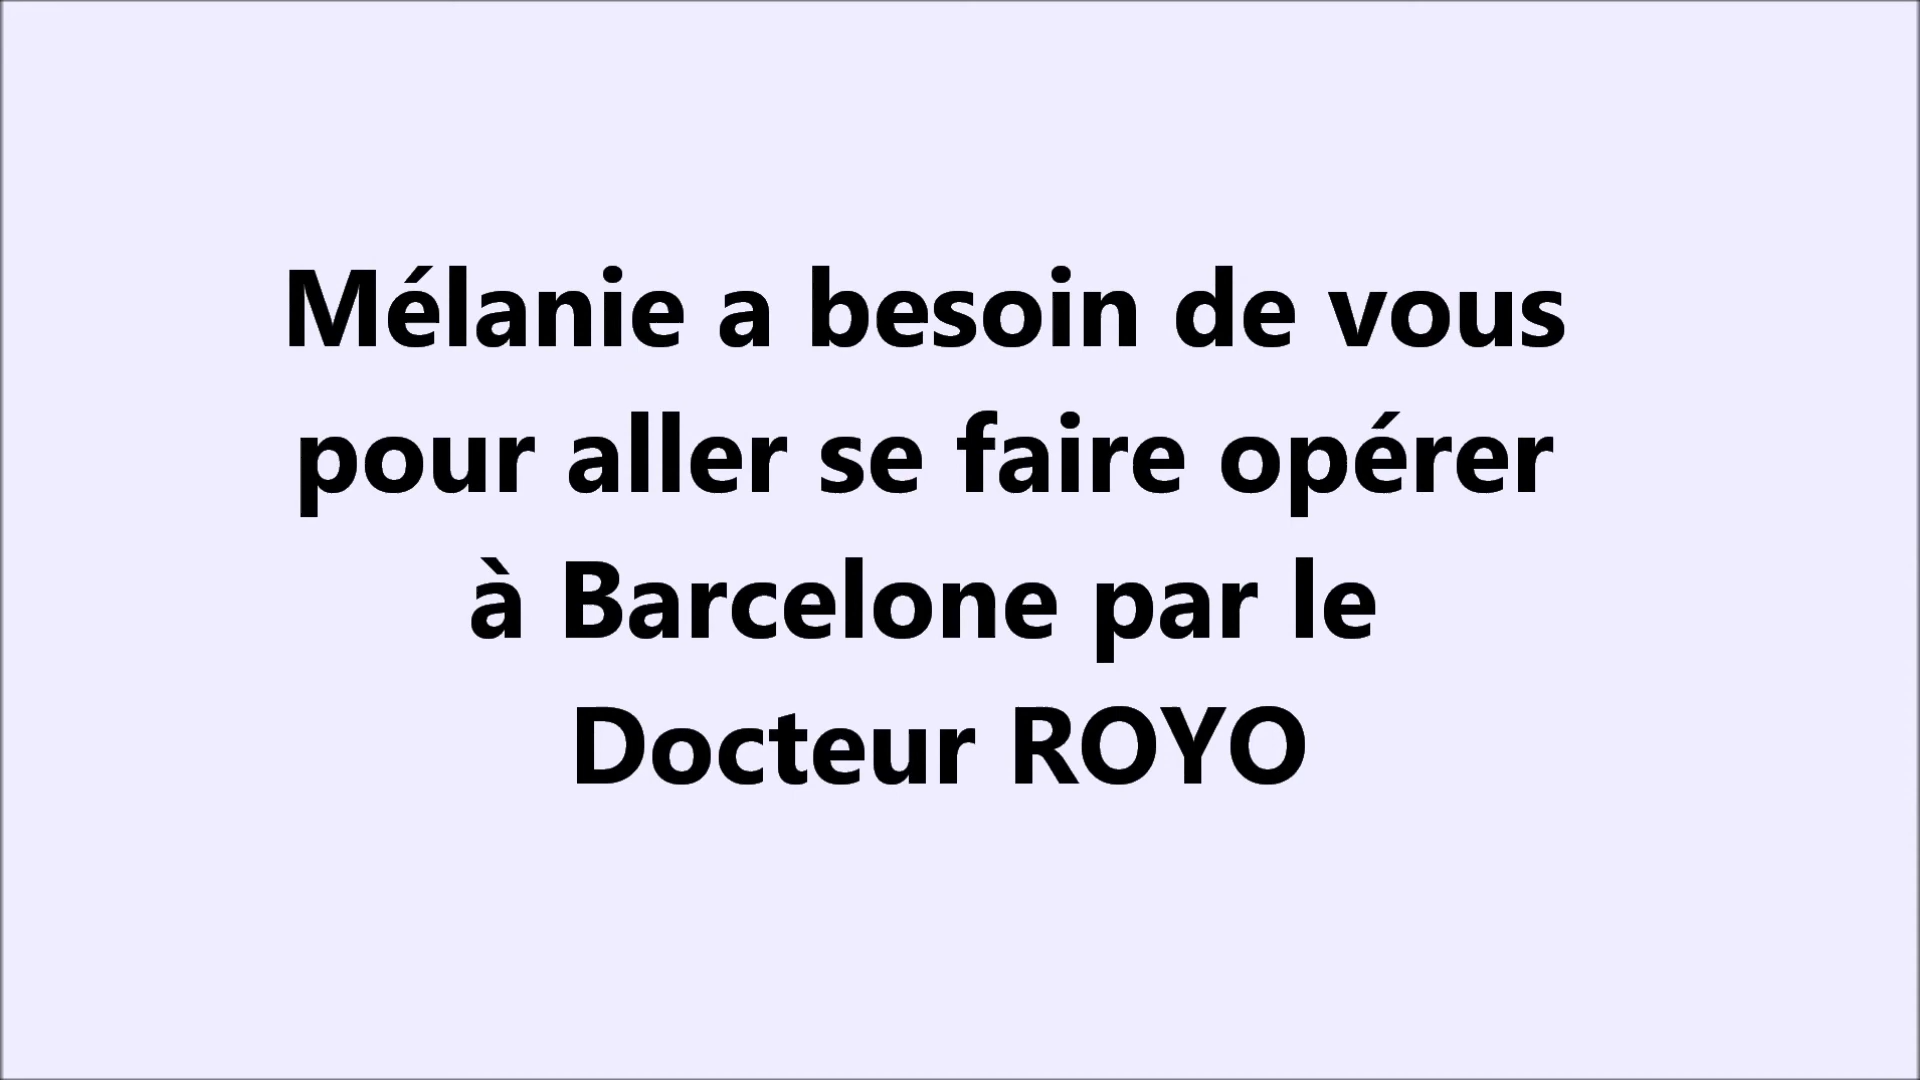 Mélanie a besoin de vous
pour aller se faire opérer
à Barcelone par le
Docteur ROYO